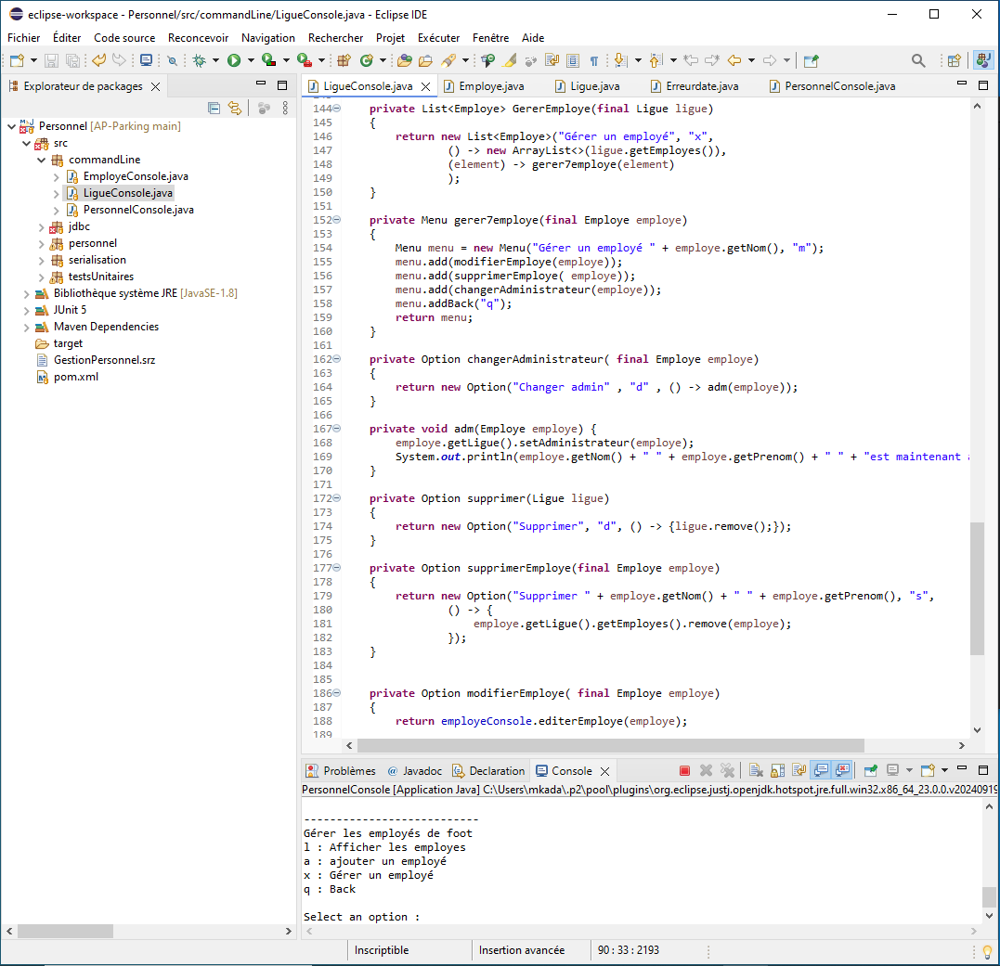 eclipse-workspace - Personnel/src/commandLine/LigueConsole.java - Eclipse IDE
Fichier Éditer Code source Reconcevoir Navigation Rechercher Projet Exécuter Fenêtre Aide
Explorateur de packages
Personnel [AP-Parking main]
src
commandLine
EmployeConsole.java
LigueConsole.java
PersonnelConsole.java
jdbc
personnel
serialisation
testsUnitaires
Bibliothèque système JRE [JavaSE-1.8]
JUnit 5
Maven Dependencies
target
GestionPersonnel.srz
pom.xml
LigueConsole.java Employe.java Ligue.java Erreurdate.java PersonnelConsole.java
144 private List<Employe> GererEmploye(final Ligue ligue)
145 {
146 return new List<Employe>("Gérer un employé", "x",
147 () -> new ArrayList<>(ligue.getEmployes()),
148 (element) -> gerer7employe(element)
149 );
150 }
151
152 private Menu gerer7employe(final Employe employe)
153 {
154 Menu menu = new Menu("Gérer un employé " + employe.getNom(), "m");
155 menu.add(modifierEmploye(employe));
156 menu.add(supprimerEmploye( employe));
157 menu.add(changerAdministrateur(employe));
158 menu.addBack("q");
159 return menu;
160 }
161
162 private Option changerAdministrateur( final Employe employe)
163 {
164 return new Option("Changer admin" , "d" , () -> adm(employe));
165 }
166
167 private void adm(Employe employe) {
168 employe.getLigue().setAdministrateur(employe);
169 System.out.println(employe.getNom() + " " + employe.getPrenom() + " " + "est maintenant
170 }
171
172 private Option supprimer(Ligue ligue)
173 {
174 return new Option("Supprimer", "d", () -> {ligue.remove();});
175 }
176
177 private Option supprimerEmploye(final Employe employe)
178 {
179 return new Option("Supprimer " + employe.getNom() + " " + employe.getPrenom(), "s",
180 () -> {
181 employe.getLigue().getEmployes().remove(employe);
182 });
183 }
184
185
186 private Option modifierEmploye( final Employe employe)
187 {
188 return employeConsole.editerEmploye(employe);
189
Problèmes @ Javadoc Declaration Console
PersonnelConsole [Application Java] C:\Users\mkada\.p2\pool\plugins\org.eclipse.justj.openjdk.hotspot.jre.full.win32.x86_64_23.0.0.v20240919
---------------------------
Gérer les employés de foot
l : Afficher les employes
a : ajouter un employé
x : Gérer un employé
q : Back
Select an option :
Inscriptible Insertion avancée 90 : 33 : 2193